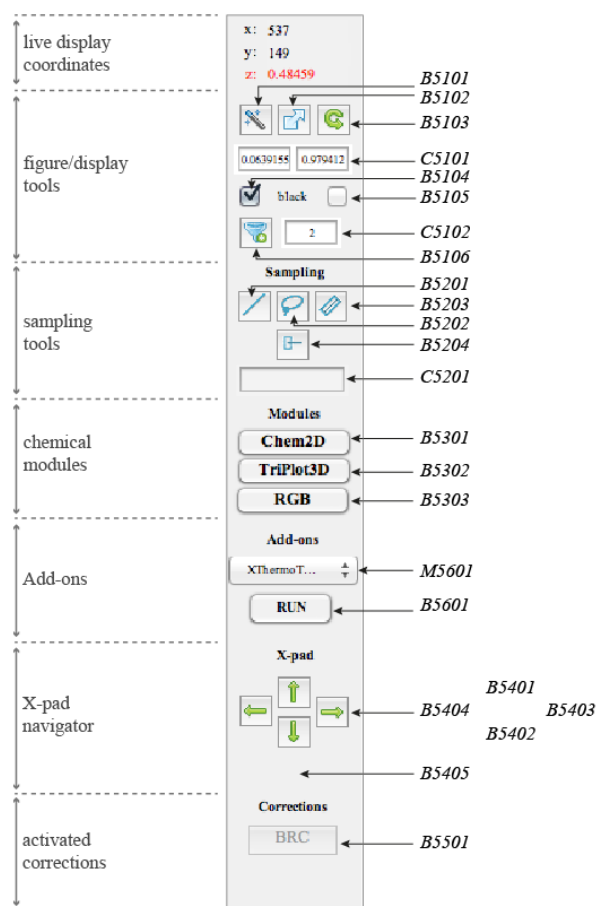 live display
coordinates
x: 537
y: 149
z: 0.48459
figure/display
tools
B5101
B5102
B5103
0.0639155 0.979412
C5101
B5104
black
B5105
2
C5102
B5106
sampling
tools
Sampling
B5201
B5203
B5202
B5204
C5201
chemical
modules
Modules
Chem2D
B5301
TriPlot3D
B5302
RGB
B5303
Add-ons
Add-ons
XThermoT...
M5601
RUN
B5601
X-pad
navigator
X-pad
B5401
B5404 B5403
B5402
B5405
activated
corrections
Corrections
BRC
B5501